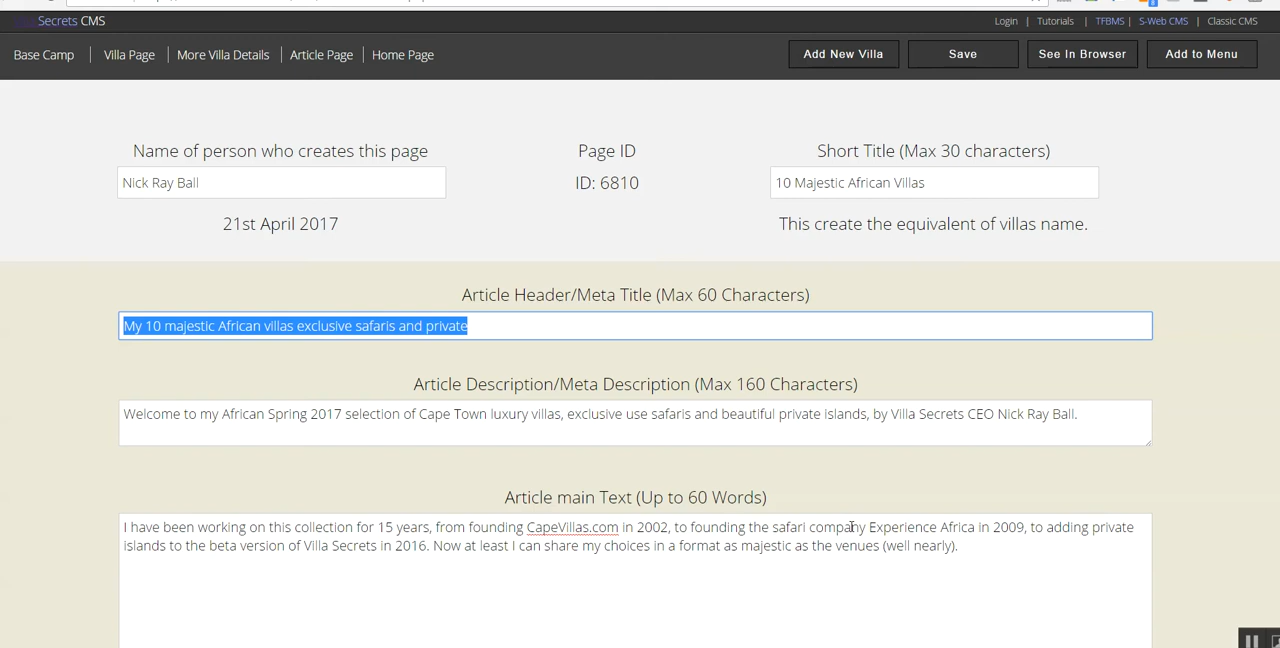 Secrets CMS
Login | Tutorials | TFBMS | S-Web CMS | Classic CMS
Base Camp | Villa Page | More Villa Details | Article Page | Home Page
Add New Villa Save See In Browser Add to Menu
Name of person who creates this page
Page ID
Short Title (Max 30 characters)
Nick Ray Ball
ID: 6810
10 Majestic African Villas
21st April 2017
This create the equivalent of villas name.
Article Header/Meta Title (Max 60 Characters)
My 10 majestic African villas exclusive safaris and private
Article Description/Meta Description (Max 160 Characters)
Welcome to my African Spring 2017 selection of Cape Town luxury villas, exclusive use safaris and beautiful private islands, by Villa Secrets CEO Nick Ray Ball.
Article main Text (Up to 60 Words)
I have been working on this collection for 15 years, from founding CapeVillas.com in 2002, to founding the safari company Experience Africa in 2009, to adding private
islands to the beta version of Villa Secrets in 2016. Now at least I can share my choices in a format as majestic as the venues (well nearly).